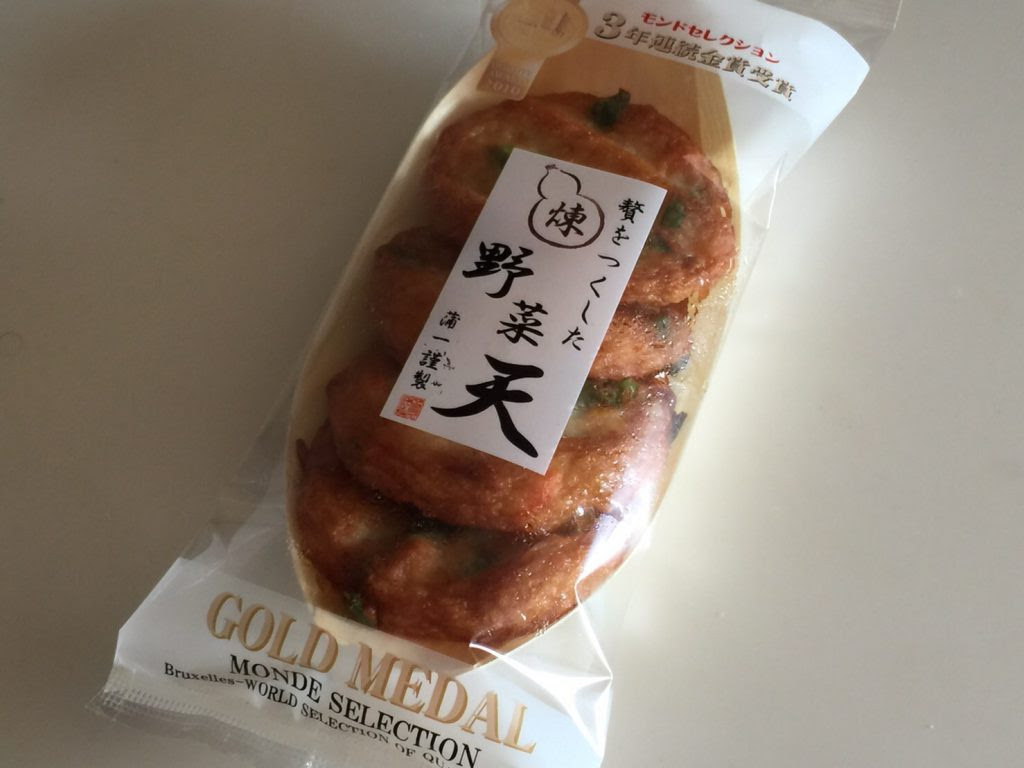 モンドセレクション
3年連続金賞受賞
2010
煉
贅をつくした
野菜天
蒲一謹製
GOLD MEDAL
MONDE SELECTION
Bruxelles-WORLD SELECTION OF QU